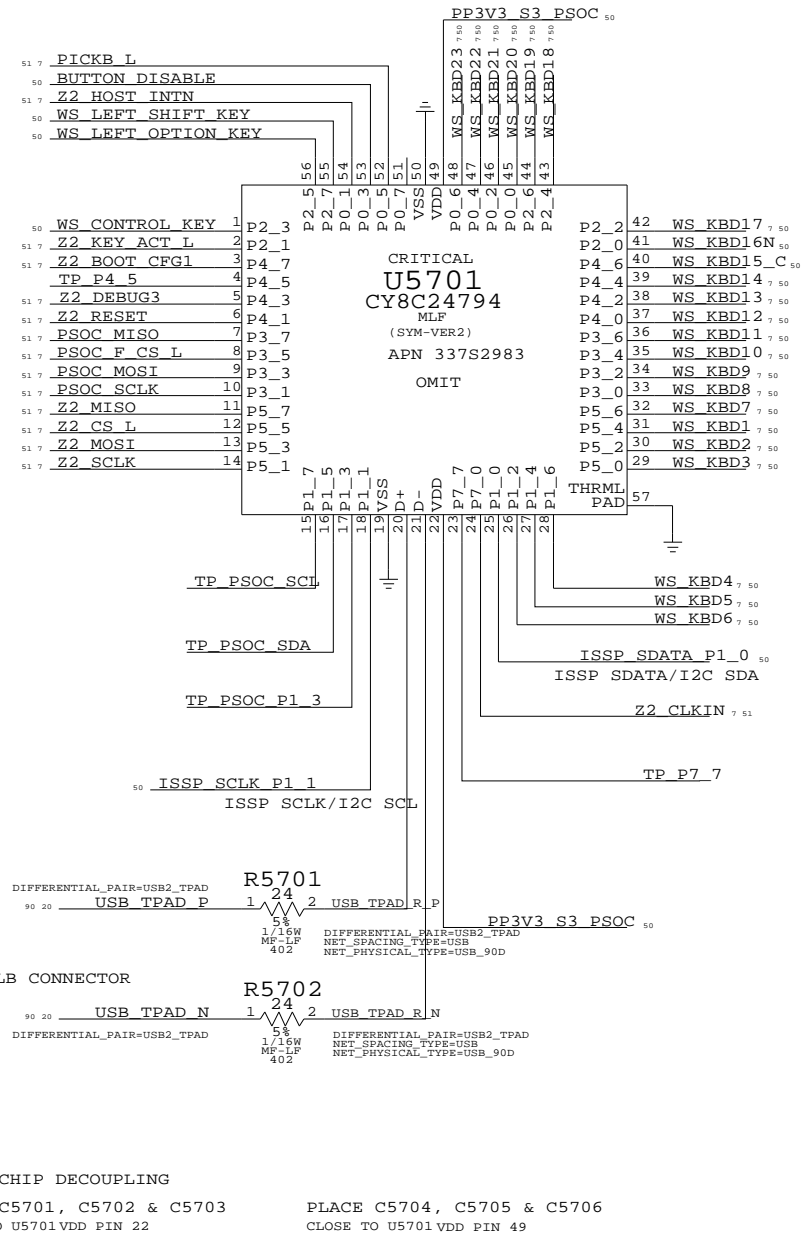 PP3V3_S3_PSOC 50
51 7 PICKB_L
50 BUTTON_DISABLE
51 7 Z2_HOST_INTN
50 WS_LEFT_SHIFT_KEY
50 WS_LEFT_OPTION_KEY
WS_KBD23 7 50
WS_KBD22 7 50
WS_KBD21 7 50
WS_KBD20 7 50
WS_KBD19 7 50
WS_KBD18 7 50
56 55 54 53 52 51 50 49 48 47 46 45 44 43
P2_5 P2_7 P0_1 P0_3 P0_5 P0_7 VSS VDD P0_6 P0_4 P0_2 P0_0 P2_6 P2_4
50 WS_CONTROL_KEY 1 P2_3
51 7 Z2_KEY_ACT_L 2 P2_1
51 7 Z2_BOOT_CFG1 3 P4_7
TP_P4_5 4 P4_5
51 7 Z2_DEBUG3 5 P4_3
51 7 Z2_RESET 6 P4_1
51 7 PSOC_MISO 7 P3_7
51 7 PSOC_F_CS_L 8 P3_5
51 7 PSOC_MOSI 9 P3_3
51 7 PSOC_SCLK 10 P3_1
51 7 Z2_MISO 11 P5_7
51 7 Z2_CS_L 12 P5_5
51 7 Z2_MOSI 13 P5_3
51 7 Z2_SCLK 14 P5_1
CRITICAL
U5701
CY8C24794
MLF
(SYM-VER2)
APN 337S2983
OMIT
P2_2 42 WS_KBD17 7 50
P2_0 41 WS_KBD16N 50
P4_6 40 WS_KBD15_C 50
P4_4 39 WS_KBD14 7 50
P4_2 38 WS_KBD13 7 50
P4_0 37 WS_KBD12 7 50
P3_6 36 WS_KBD11 7 50
P3_4 35 WS_KBD10 7 50
P3_2 34 WS_KBD9 7 50
P3_0 33 WS_KBD8 7 50
P5_6 32 WS_KBD7 7 50
P5_4 31 WS_KBD1 7 50
P5_2 30 WS_KBD2 7 50
P5_0 29 WS_KBD3 7 50
THRML
PAD 57
P1_7 P1_5 P1_3 P1_1 VSS D+ D- VDD P7_7 P7_0 P1_0 P1_2 P1_4 P1_6
15 16 17 18 19 20 21 22 23 24 25 26 27 28
TP_PSOC_SCL
WS_KBD4 7 50
WS_KBD5 7 50
WS_KBD6 7 50
TP_PSOC_SDA
ISSP_SDATA_P1_0 50
ISSP SDATA/I2C SDA
TP_PSOC_P1_3
Z2_CLKIN 7 51
TP_P7_7
50 ISSP_SCLK_P1_1
ISSP SCLK/I2C SCL
R5701
DIFFERENTIAL_PAIR=USB2_TPAD
90 20 USB_TPAD_P 1 24 2 USB_TPAD_R_P
5%
1/16W
MF-LF
402
DIFFERENTIAL_PAIR=USB2_TPAD
NET_SPACING_TYPE=USB
NET_PHYSICAL_TYPE=USB_90D
PP3V3_S3_PSOC 50
LB CONNECTOR
R5702
90 20 USB_TPAD_N 1 24 2 USB_TPAD_R_N
DIFFERENTIAL_PAIR=USB2_TPAD
5%
1/16W
MF-LF
402
DIFFERENTIAL_PAIR=USB2_TPAD
NET_SPACING_TYPE=USB
NET_PHYSICAL_TYPE=USB_90D
CHIP DECOUPLING
C5701, C5702 & C5703
O U5701 VDD PIN 22
PLACE C5704, C5705 & C5706
CLOSE TO U5701 VDD PIN 49